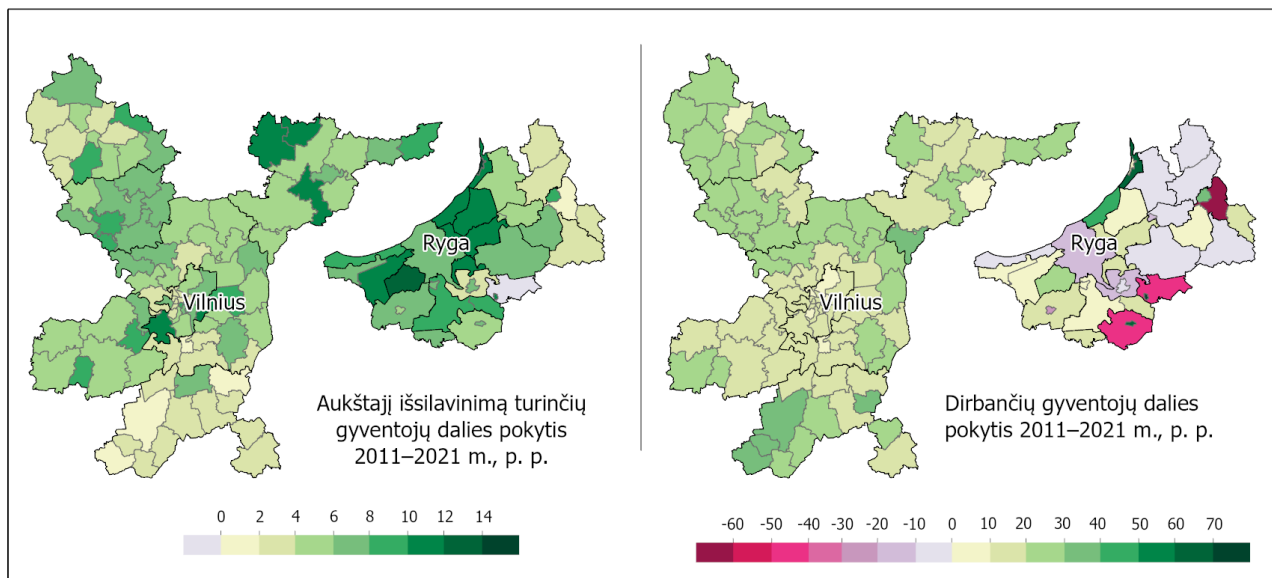 Vilnius
Ryga
Aukštajį išsilavinimą turinčių
gyventojų dalies pokytis
2011–2021 m., p. p.
0 2 4 6 8 10 12 14
Vilnius
Ryga
Dirbančių gyventojų dalies
pokytis 2011–2021 m., p. p.
-60 -50 -40 -30 -20 -10 0 10 20 30 40 50 60 70